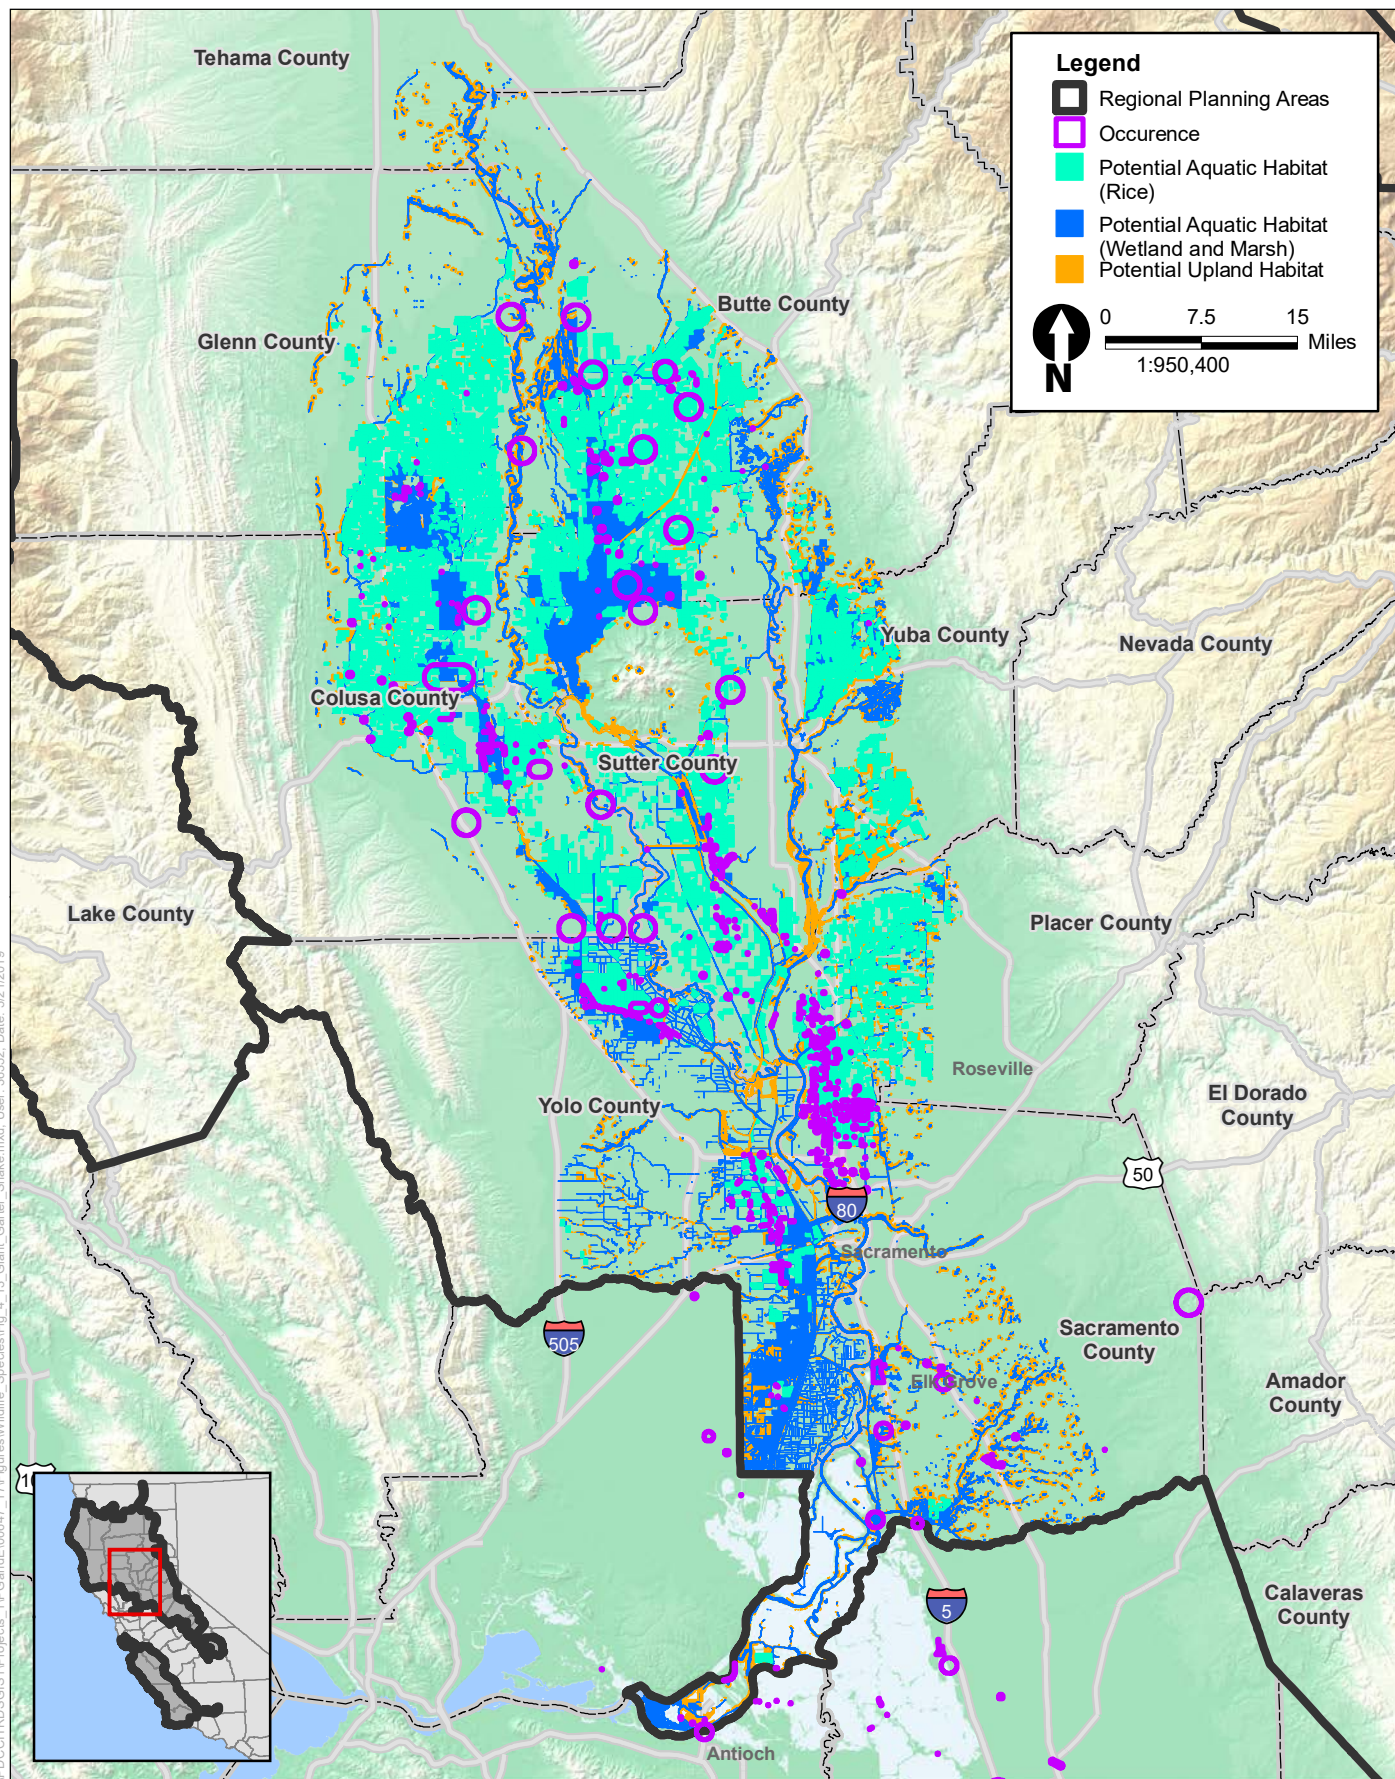 Tehama County
Legend
Regional Planning Areas
Occurence
Potential Aquatic Habitat
(Rice)
Potential Aquatic Habitat
(Wetland and Marsh)
Potential Upland Habitat
0 7.5 15
Miles
1:950,400
N
Butte County
Glenn County
Yuba County
Nevada County
Colusa County
Sutter County
Lake County
Placer County
Roseville
Yolo County
El Dorado
County
50
80
Sacramento
505
Sacramento
County
Elk Grove
Amador
County
5
Calaveras
County
Antioch